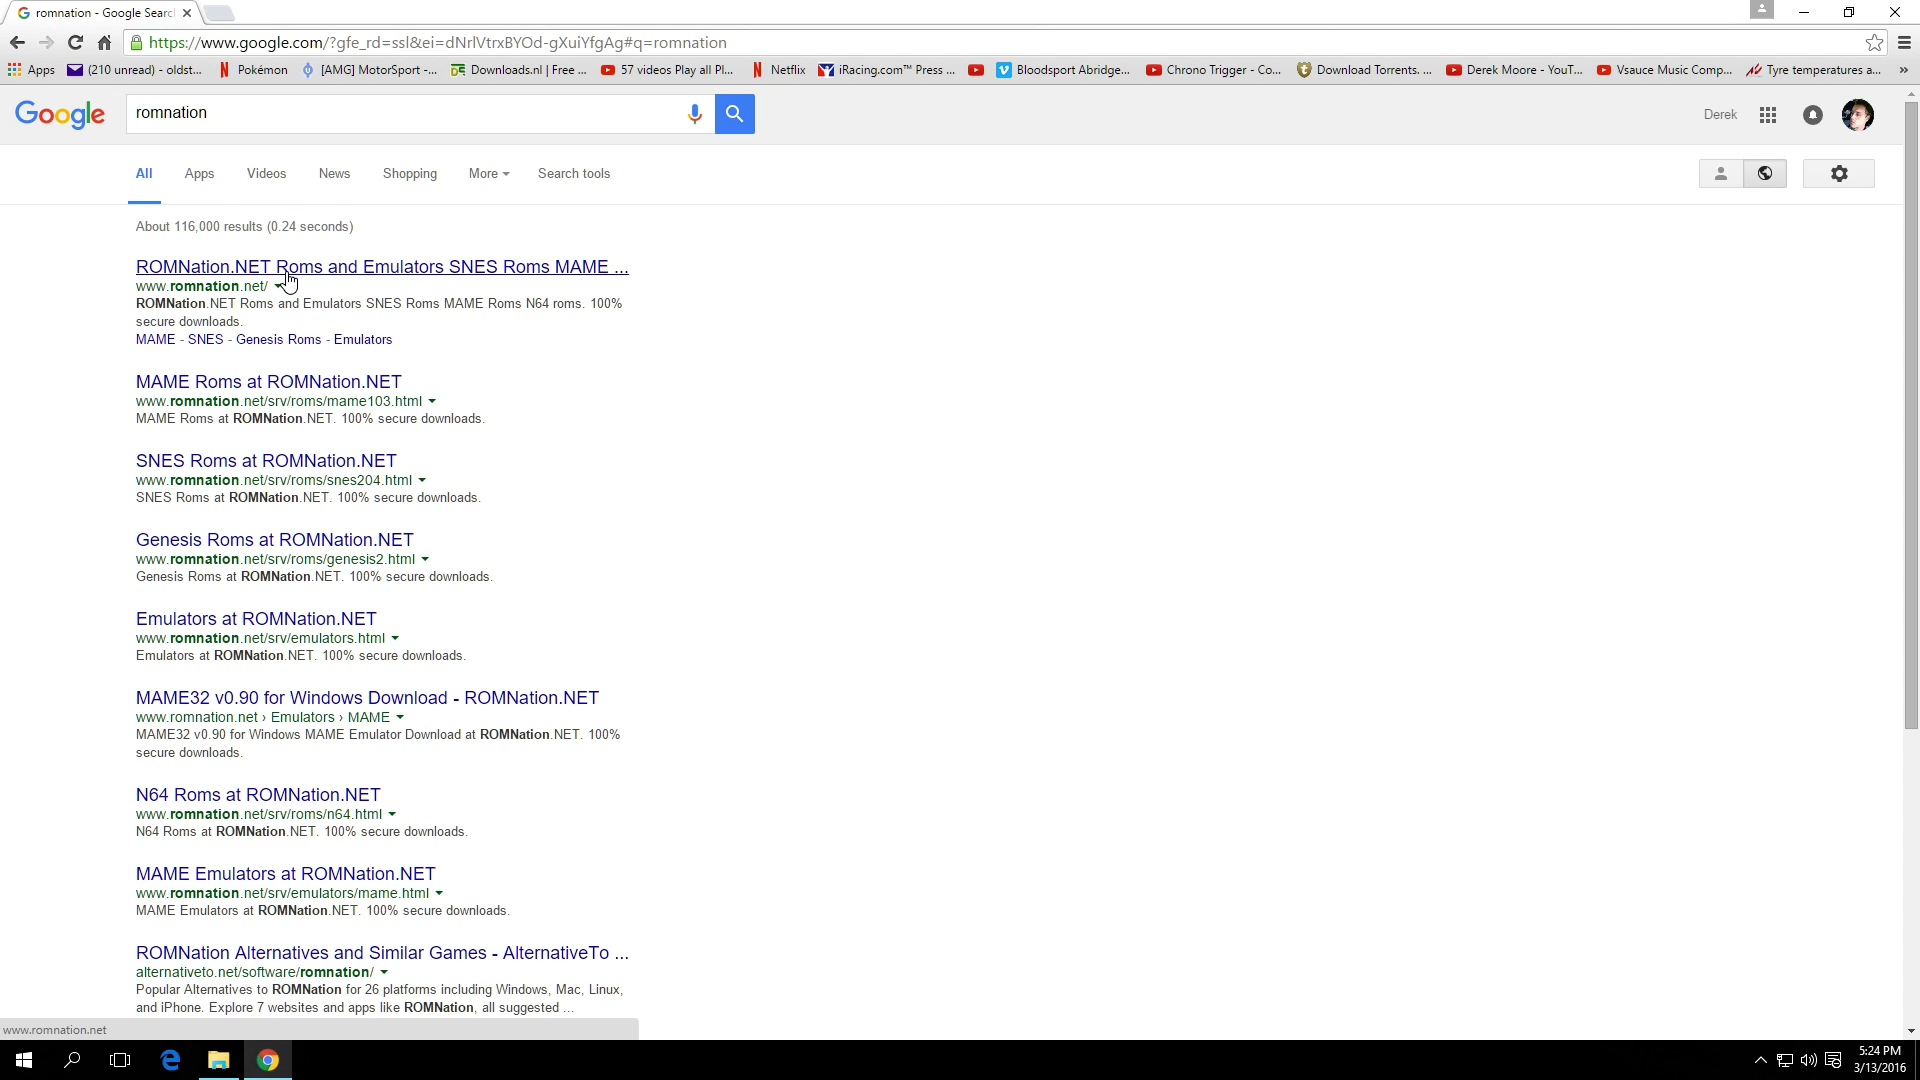 romnation - Google Searc
https://www.google.com/?gfe_rd=ssl&ei=dNrlVtrxBYOd-gXuiYfgAg#q=romnation
Apps (210 unread) - oldst... Pokémon [AMG] MotorSport -... Downloads.nl | Free ... 57 videos Play all Pl... Netflix iRacing.com™ Press ... Bloodsport Abridge... Chrono Trigger - Co... Download Torrents. ... Derek Moore - YouT... Vsauce Music Comp... Tyre temperatures a... »
Google romnation Derek
All Apps Videos News Shopping More Search tools
About 116,000 results (0.24 seconds)
ROMNation.NET Roms and Emulators SNES Roms MAME ...
www.romnation.net/
ROMNation.NET Roms and Emulators SNES Roms MAME Roms N64 roms. 100%
secure downloads.
MAME - SNES - Genesis Roms - Emulators
MAME Roms at ROMNation.NET
www.romnation.net/srv/roms/mame103.html
MAME Roms at ROMNation.NET. 100% secure downloads.
SNES Roms at ROMNation.NET
www.romnation.net/srv/roms/snes204.html
SNES Roms at ROMNation.NET. 100% secure downloads.
Genesis Roms at ROMNation.NET
www.romnation.net/srv/roms/genesis2.html
Genesis Roms at ROMNation.NET. 100% secure downloads.
Emulators at ROMNation.NET
www.romnation.net/srv/emulators.html
Emulators at ROMNation.NET. 100% secure downloads.
MAME32 v0.90 for Windows Download - ROMNation.NET
www.romnation.net › Emulators › MAME
MAME32 v0.90 for Windows MAME Emulator Download at ROMNation.NET. 100%
secure downloads.
N64 Roms at ROMNation.NET
www.romnation.net/srv/roms/n64.html
N64 Roms at ROMNation.NET. 100% secure downloads.
MAME Emulators at ROMNation.NET
www.romnation.net/srv/emulators/mame.html
MAME Emulators at ROMNation.NET. 100% secure downloads.
ROMNation Alternatives and Similar Games - AlternativeTo ...
alternativeto.net/software/romnation/
Popular Alternatives to ROMNation for 26 platforms including Windows, Mac, Linux,
and iPhone. Explore 7 websites and apps like ROMNation, all suggested ...
www.romnation.net
5:24 PM
3/13/2016